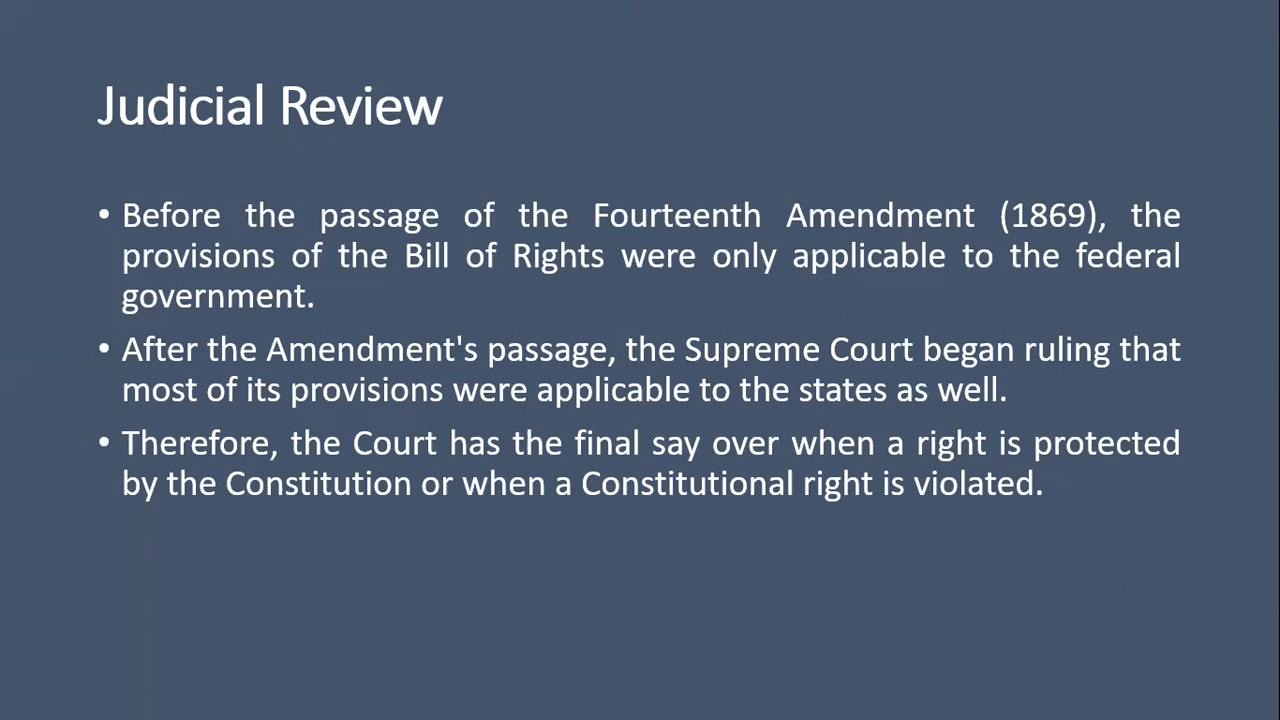 Judicial Review
• Before the passage of the Fourteenth Amendment (1869), the
provisions of the Bill of Rights were only applicable to the federal
government.
• After the Amendment's passage, the Supreme Court began ruling that
most of its provisions were applicable to the states as well.
• Therefore, the Court has the final say over when a right is protected
by the Constitution or when a Constitutional right is violated.